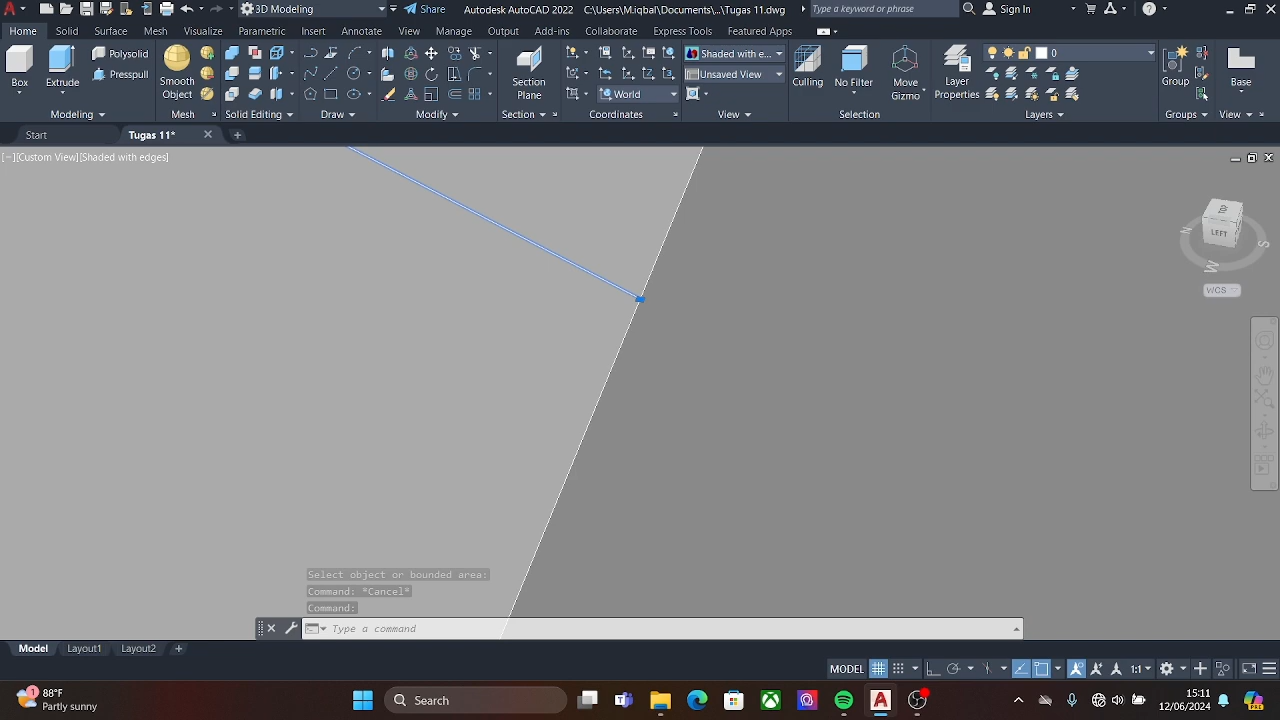 3D Modeling
Share
Autodesk AutoCAD 2022
C:\Users\M.iqbal\Documents\...\Tugas 11.dwg
Type a keyword or phrase
Sign In
Home
Solid
Surface
Mesh
Visualize
Parametric
Insert
Annotate
View
Manage
Output
Add-ins
Collaborate
Express Tools
Featured Apps
Box
Extrude
Polysolid
Presspull
Smooth
Object
Section
Plane
World
Shaded with e...
Unsaved View
Culling
No Filter
Move
Gizmo
Layer
Properties
0
Group
Base
Modeling
Mesh
Solid Editing
Draw
Modify
Section
Coordinates
View
Selection
Layers
Groups
View
Start
Tugas 11*
[−][Custom View][Shaded with edges]
LEFT
N
S
W
WCS
Select object or bounded area:
Command: *Cancel*
Command:
Type a command
Model
Layout1
Layout2
MODEL
1:1
1
88°F
Partly sunny
Search
15:11
12/06/2024